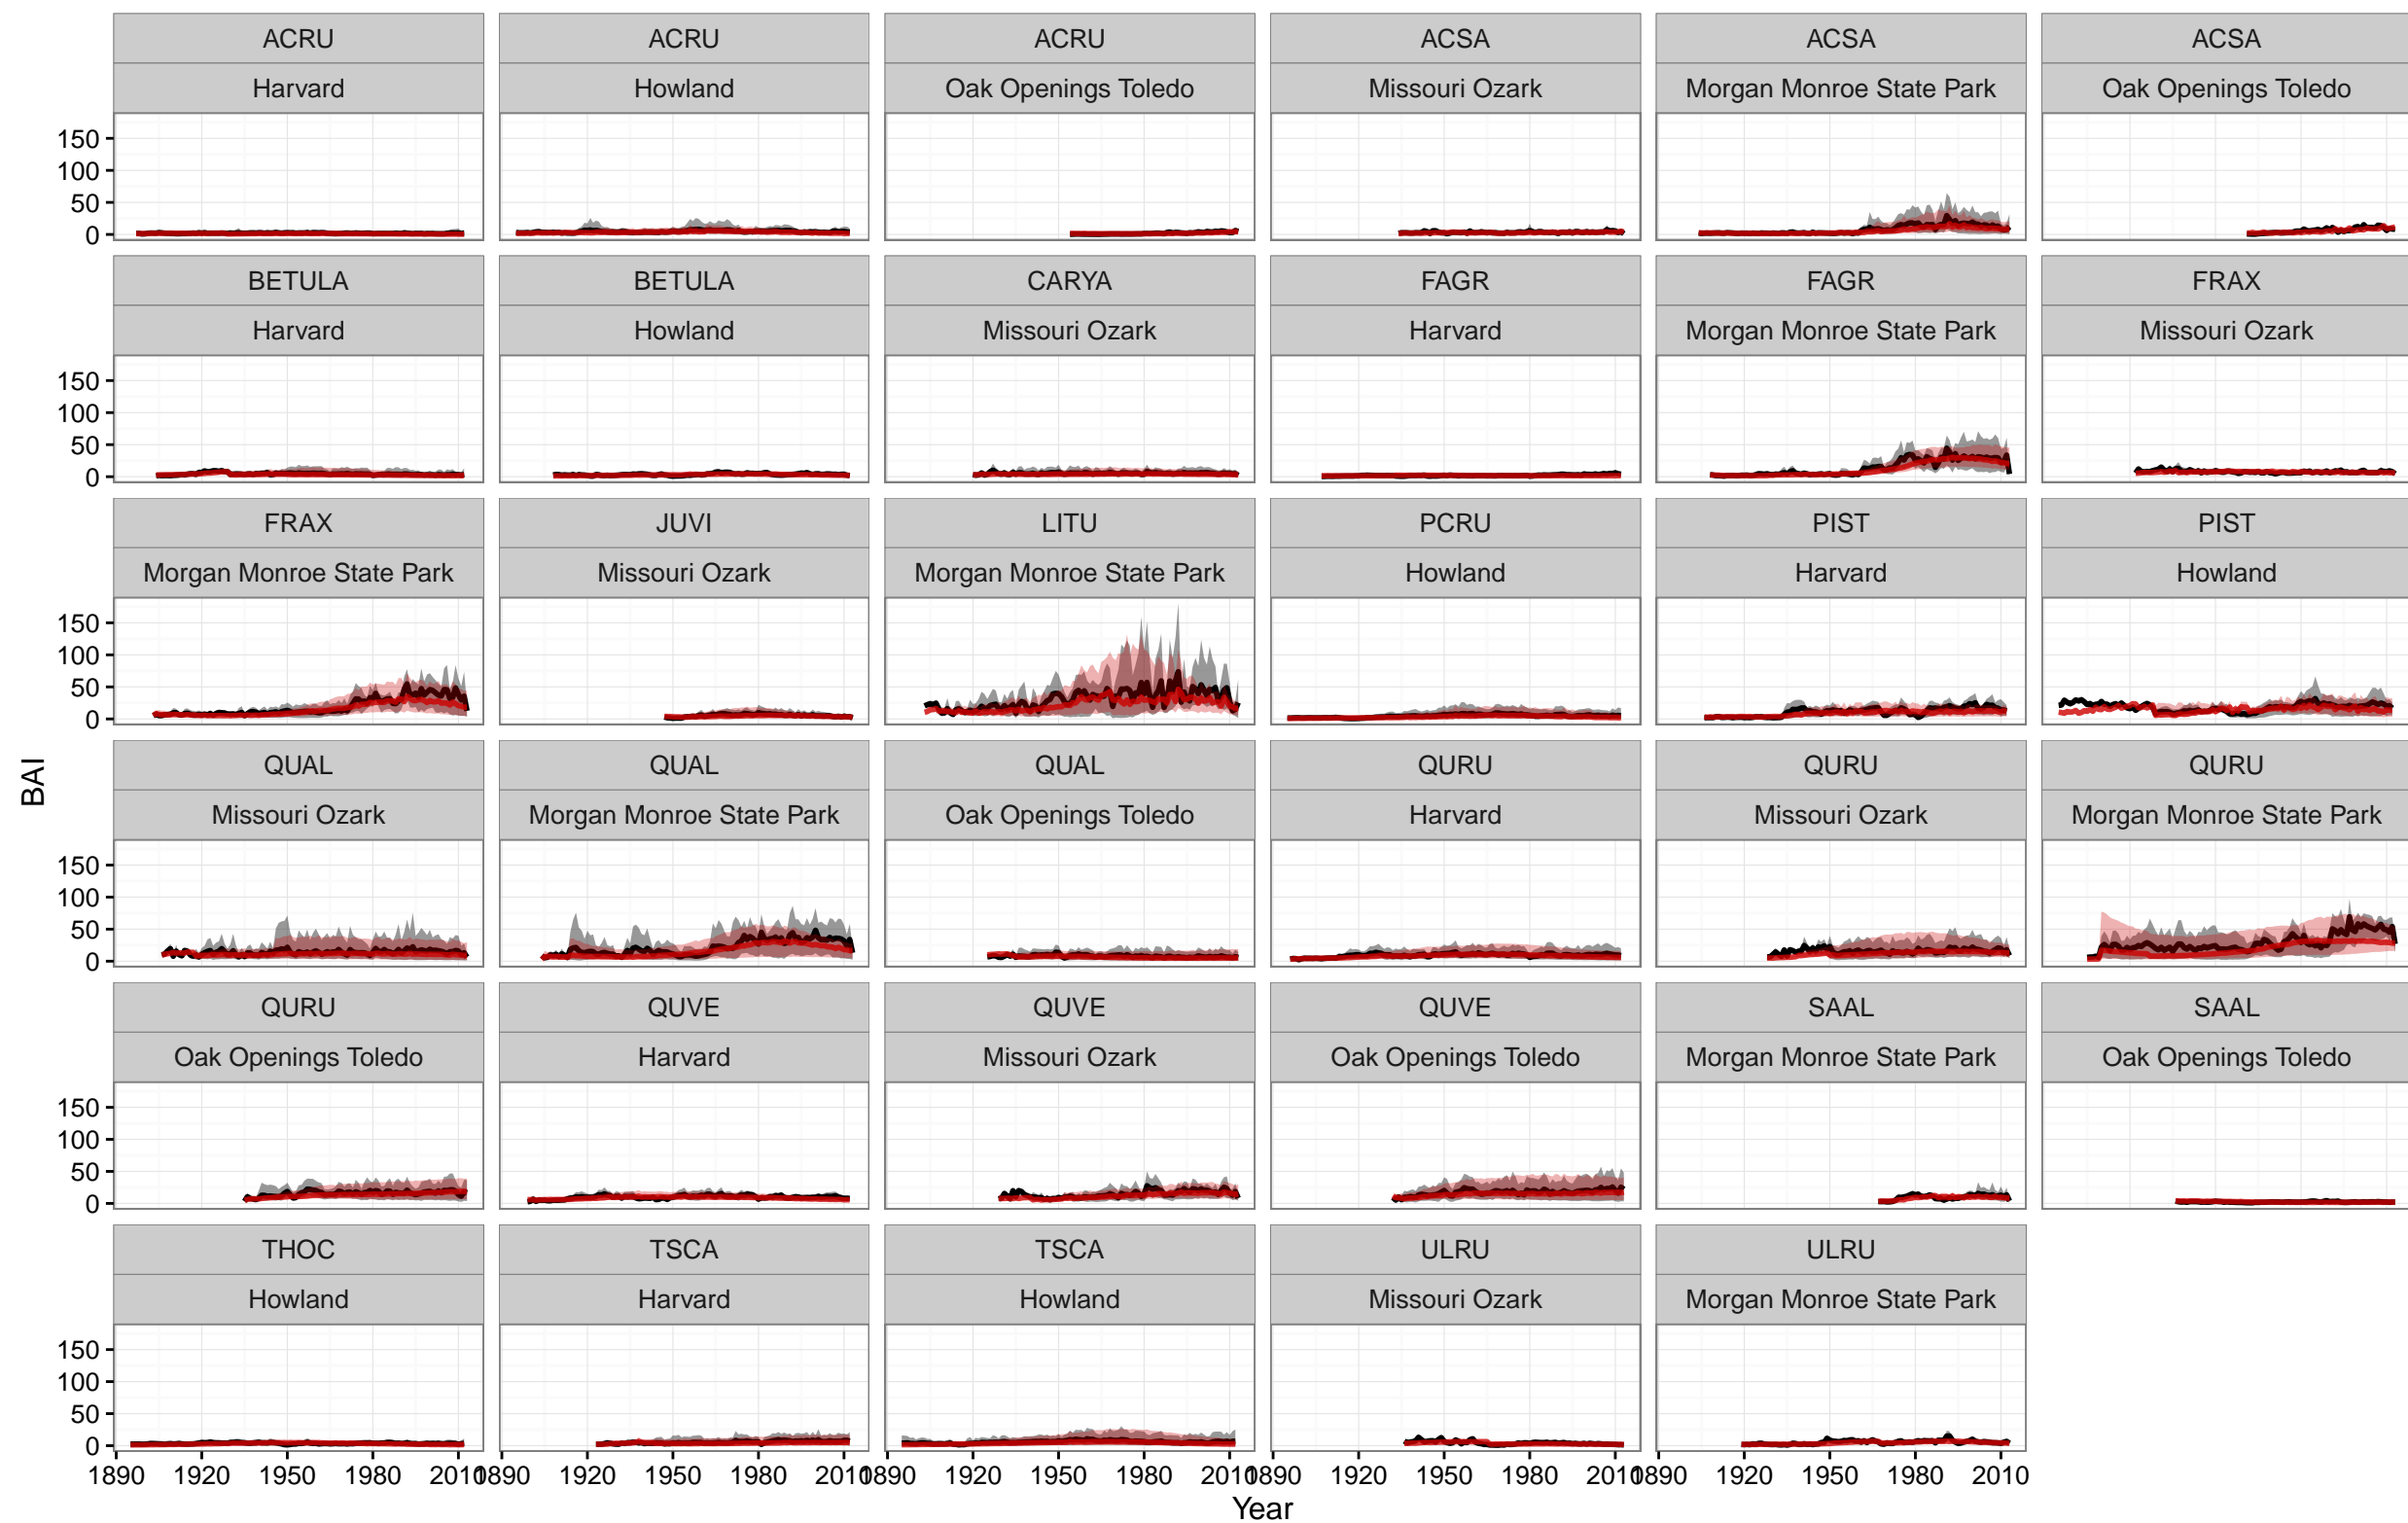 ACRU ACRU ACRU ACSA ACSA ACSA
Harvard Howland Oak Openings Toledo Missouri Ozark Morgan Monroe State Park Oak Openings Toledo
150
100
50
0
BETULA BETULA CARYA FAGR FAGR FRAX
Harvard Howland Missouri Ozark Harvard Morgan Monroe State Park Missouri Ozark
150
100
50
0
FRAX JUVI LITU PCRU PIST PIST
Morgan Monroe State Park Missouri Ozark Morgan Monroe State Park Howland Harvard Howland
150
100
50
0
BAI
QUAL QUAL QUAL QURU QURU QURU
Missouri Ozark Morgan Monroe State Park Oak Openings Toledo Harvard Missouri Ozark Morgan Monroe State Park
150
100
50
0
QURU QUVE QUVE QUVE SAAL SAAL
Oak Openings Toledo Harvard Missouri Ozark Oak Openings Toledo Morgan Monroe State Park Oak Openings Toledo
150
100
50
0
THOC TSCA TSCA ULRU ULRU
Howland Harvard Howland Missouri Ozark Morgan Monroe State Park
150
100
50
0
1890 1920 1950 1980 2010 1890 1920 1950 1980 2010 1890 1920 1950 1980 2010 1890 1920 1950 1980 2010 1890 1920 1950 1980 2010
Year